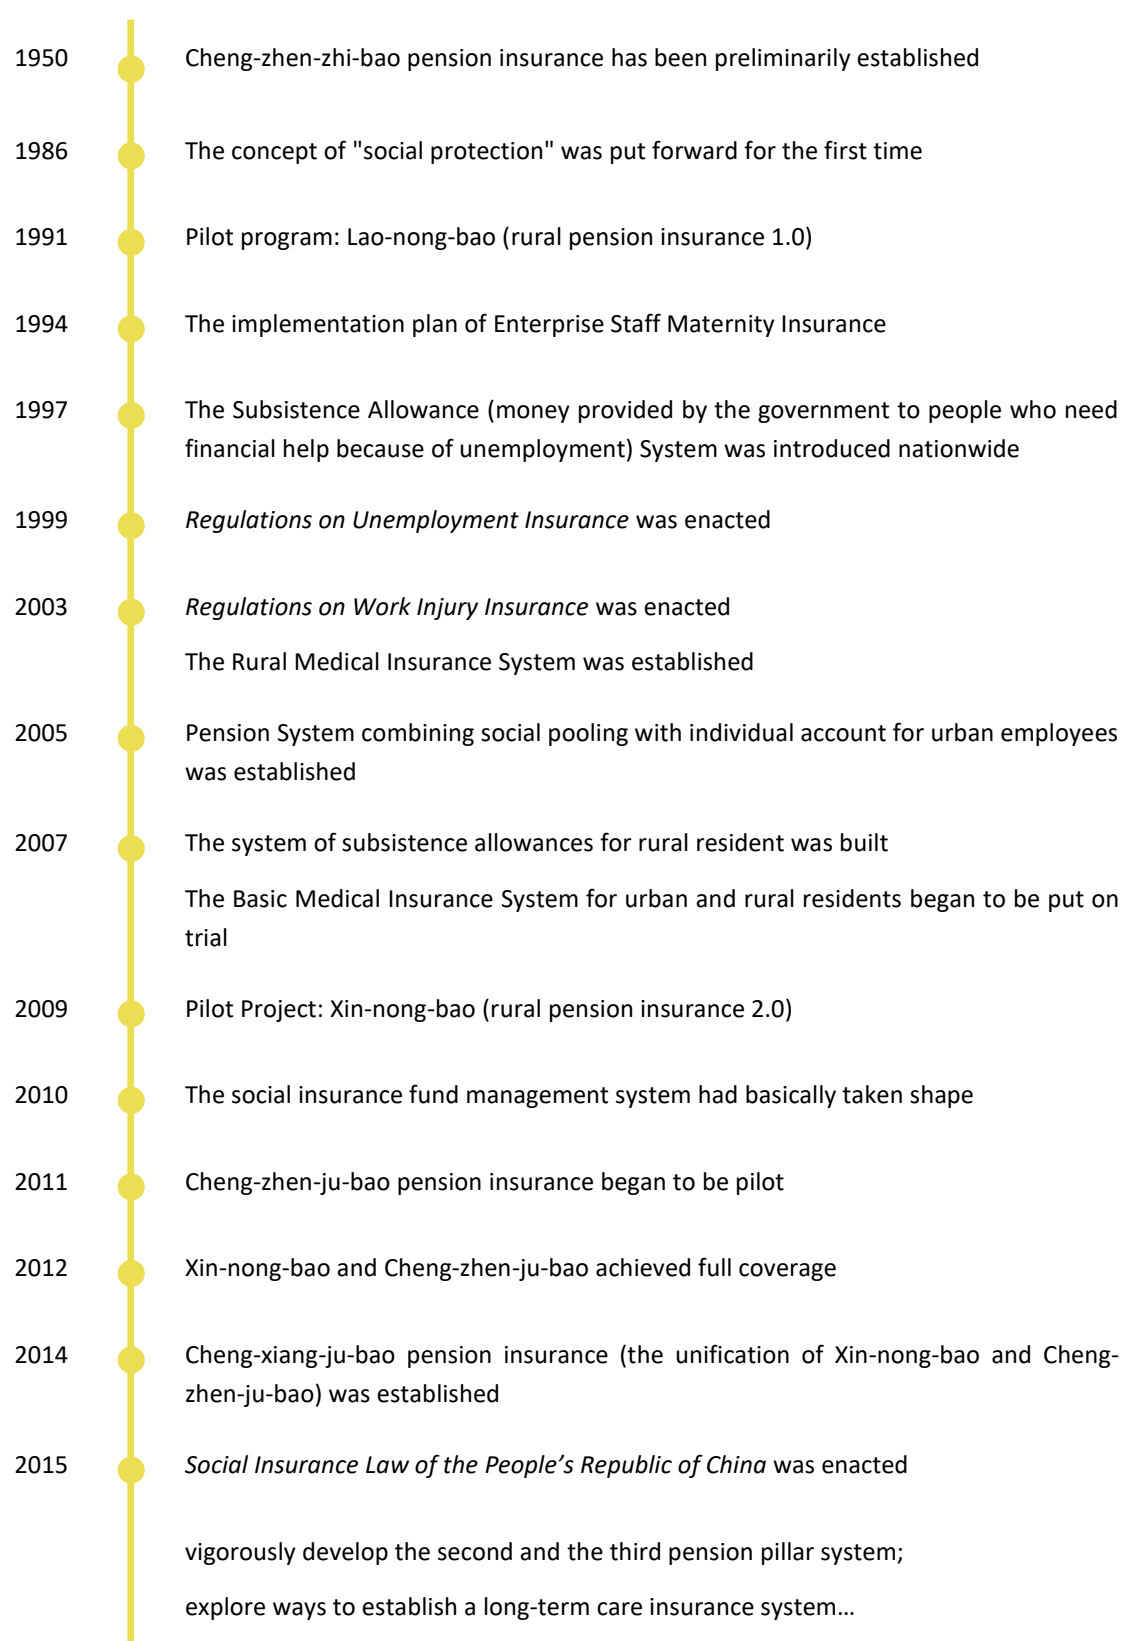 1950 Cheng-zhen-zhi-bao pension insurance has been preliminarily established
1986 The concept of "social protection" was put forward for the first time
1991 Pilot program: Lao-nong-bao (rural pension insurance 1.0)
1994 The implementation plan of Enterprise Staff Maternity Insurance
1997 The Subsistence Allowance (money provided by the government to people who need
financial help because of unemployment) System was introduced nationwide
1999 Regulations on Unemployment Insurance was enacted
2003 Regulations on Work Injury Insurance was enacted
The Rural Medical Insurance System was established
2005 Pension System combining social pooling with individual account for urban employees
was established
2007 The system of subsistence allowances for rural resident was built
The Basic Medical Insurance System for urban and rural residents began to be put on
trial
2009 Pilot Project: Xin-nong-bao (rural pension insurance 2.0)
2010 The social insurance fund management system had basically taken shape
2011 Cheng-zhen-ju-bao pension insurance began to be pilot
2012 Xin-nong-bao and Cheng-zhen-ju-bao achieved full coverage
2014 Cheng-xiang-ju-bao pension insurance (the unification of Xin-nong-bao and Cheng-
zhen-ju-bao) was established
2015 Social Insurance Law of the People’s Republic of China was enacted
vigorously develop the second and the third pension pillar system;
explore ways to establish a long-term care insurance system…